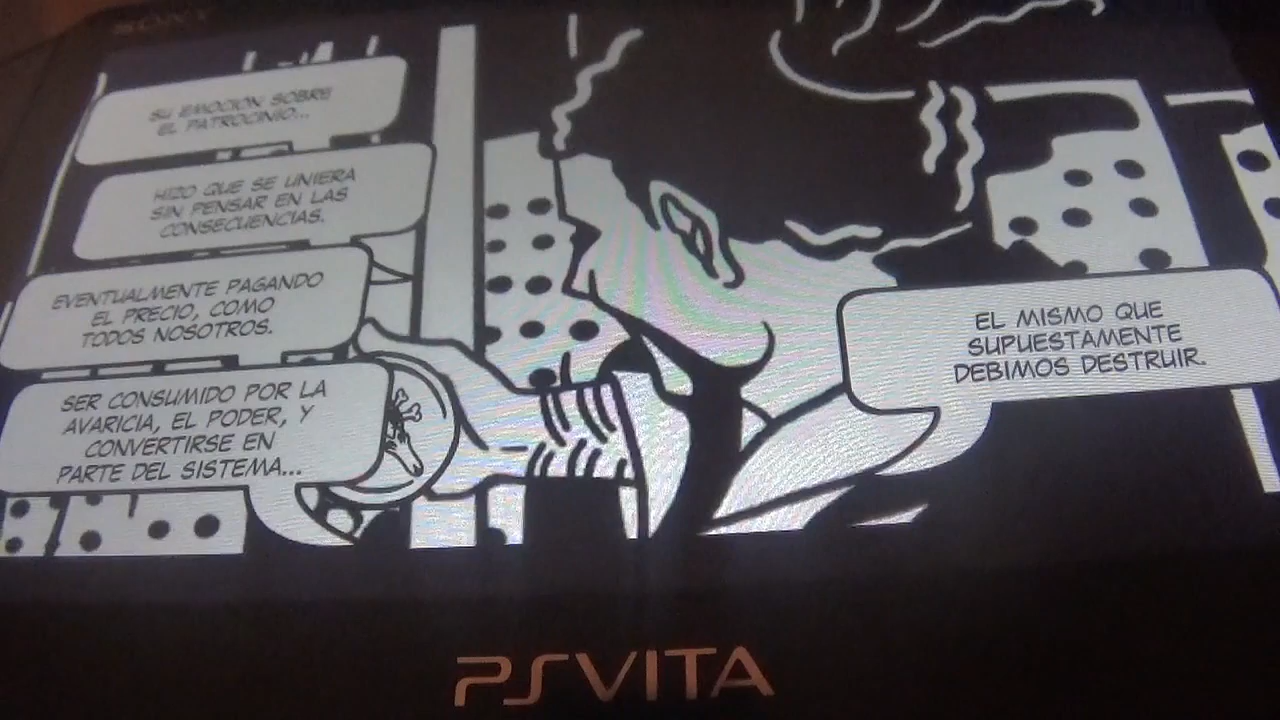 SONY
SU EMOCIÓN SOBRE
EL PATROCINIO...
HIZO QUE SE UNIERA
SIN PENSAR EN LAS
CONSECUENCIAS.
EVENTUALMENTE PAGANDO
EL PRECIO, COMO
TODOS NOSOTROS.
SER CONSUMIDO POR LA
AVARICIA, EL PODER, Y
CONVERTIRSE EN
PARTE DEL SISTEMA...
EL MISMO QUE
SUPUESTAMENTE
DEBIMOS DESTRUIR.
PSVITA